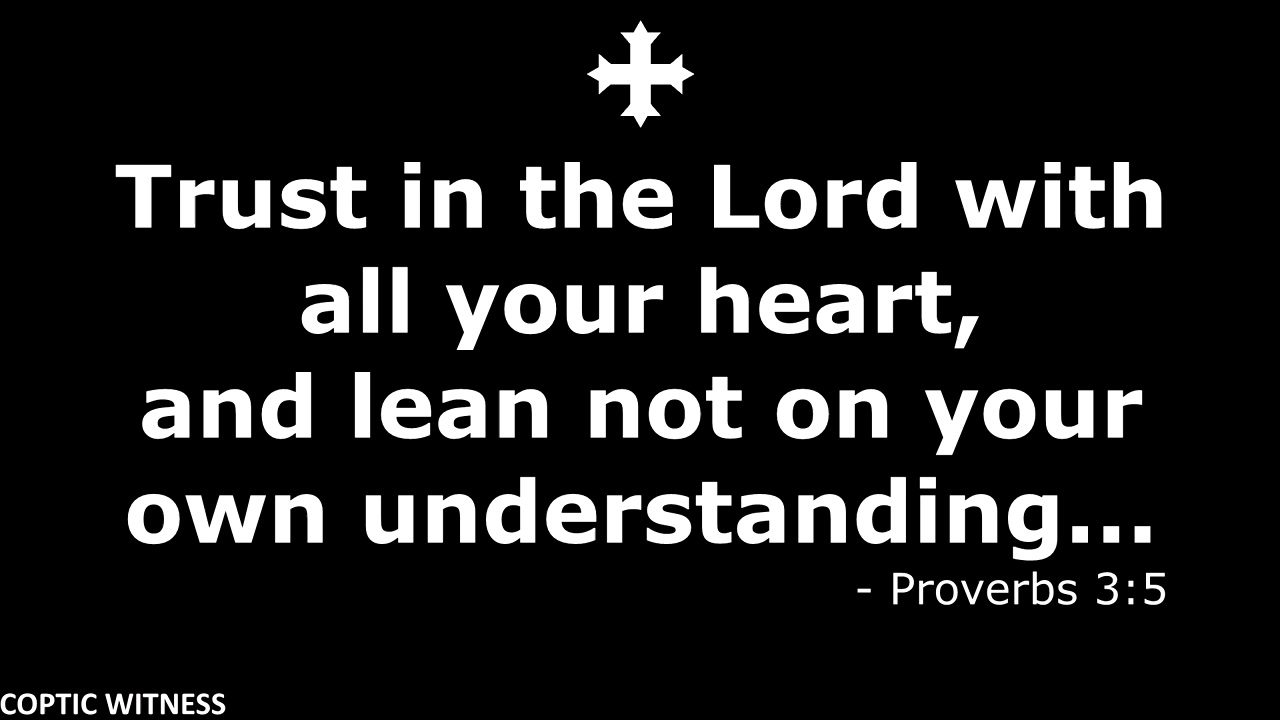 Trust in the Lord with
all your heart,
and lean not on your
own understanding...
- Proverbs 3:5
COPTIC WITNESS